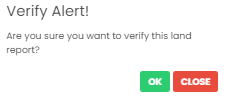 Verify Alert!
Are you sure you want to verify this land
report?
OK CLOSE